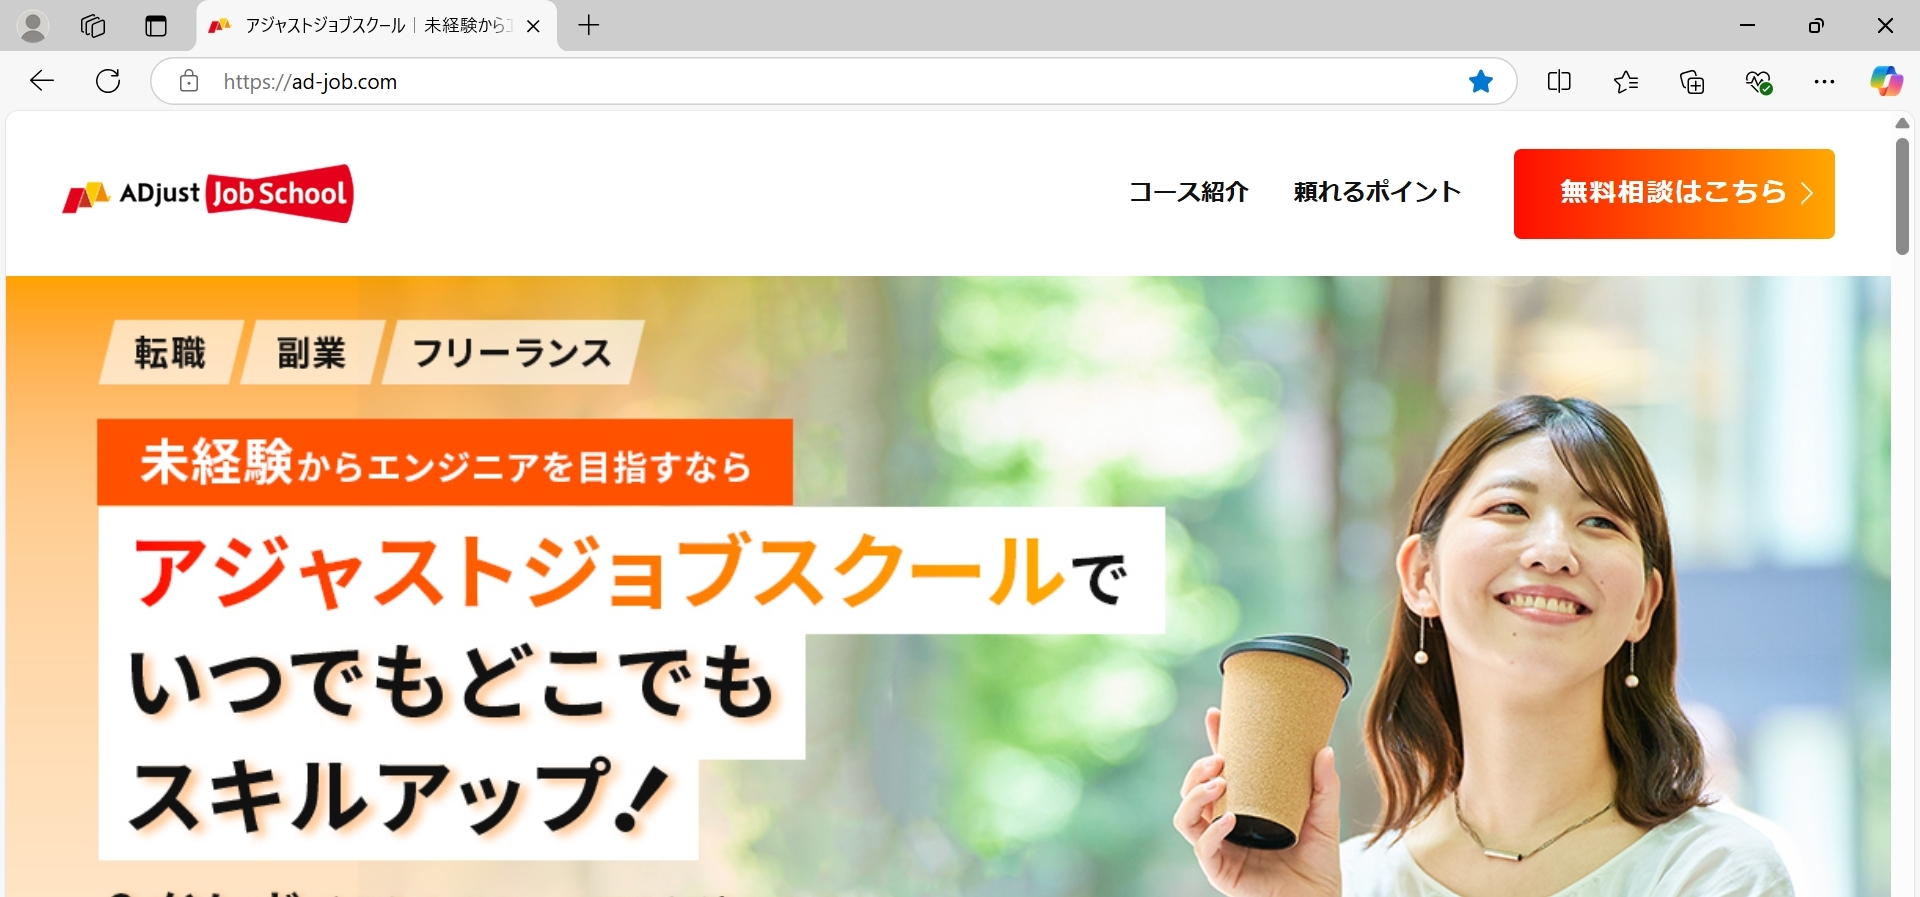 アジャストジョブスクール｜未経験から
https://ad-job.com
ADjust Job School
コース紹介
頼れるポイント
無料相談はこちら
転職
副業
フリーランス
未経験からエンジニアを目指すなら
アジャストジョブスクールで
いつでもどこでも
スキルアップ!